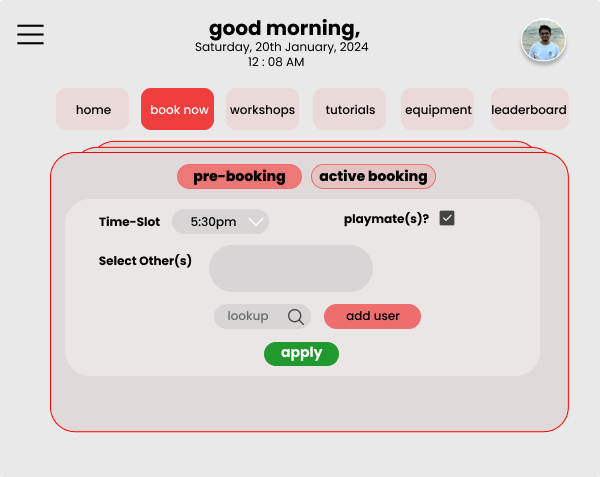 good morning,
Saturday, 20th January, 2024
12 : 08 AM
home
book now
workshops
tutorials
equipment
leaderboard
pre-booking
active booking
Time-Slot
5:30pm
playmate(s)?
Select Other(s)
lookup
add user
apply